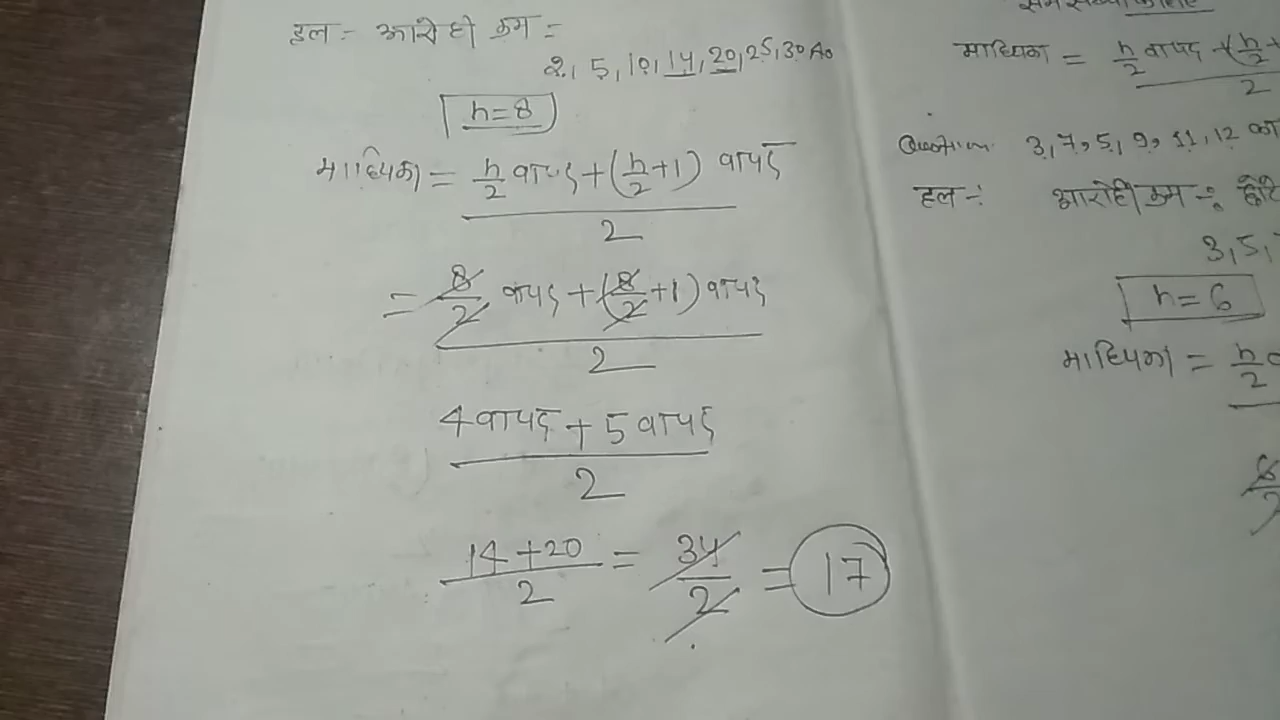 हल :- आरोही क्रम =
2, 5, 10, 14, 20, 25, 30
n=8
माध्यिका = n/2 वापद + (n/2 + 1) वापद
2
= 8/2 वापद + (8/2 + 1) वापद
2
4 वापद + 5 वापद
2
14 + 20 / 2 = 34/2 = 17
माध्यिका = n/2 वापद + (n/2 +
2
Question 3, 7, 5, 9, 11, 12 का
हल :- आरोही क्रम :-
3, 5,
n = 6
माध्यिका = n/2